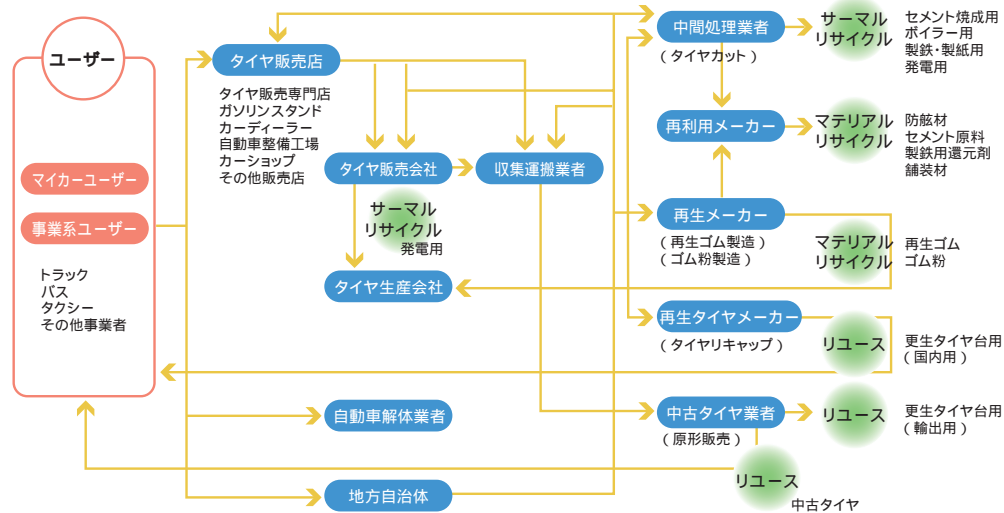 ユーザー
マイカーユーザー
事業系ユーザー
トラック
バス
タクシー
その他事業者
タイヤ販売店
タイヤ販売専門店
ガソリンスタンド
カーディーラー
自動車整備工場
カーショップ
その他販売店
タイヤ販売会社
収集運搬業者
サーマル
リサイクル
発電用
タイヤ生産会社
自動車解体業者
地方自治体
中間処理業者
(タイヤカット)
サーマル
リサイクル
セメント焼成用
ボイラー用
製鉄・製紙用
発電用
再利用メーカー
マテリアル
リサイクル
防舷材
セメント原料
製鉄用還元剤
舗装材
再生メーカー
(再生ゴム製造)
(ゴム粉製造)
マテリアル
リサイクル
再生ゴム
ゴム粉
再生タイヤメーカー
(タイヤリキャップ)
リユース
更生タイヤ台用
(国内用)
中古タイヤ業者
(原形販売)
リユース
更生タイヤ台用
(輸出用)
リユース
中古タイヤ